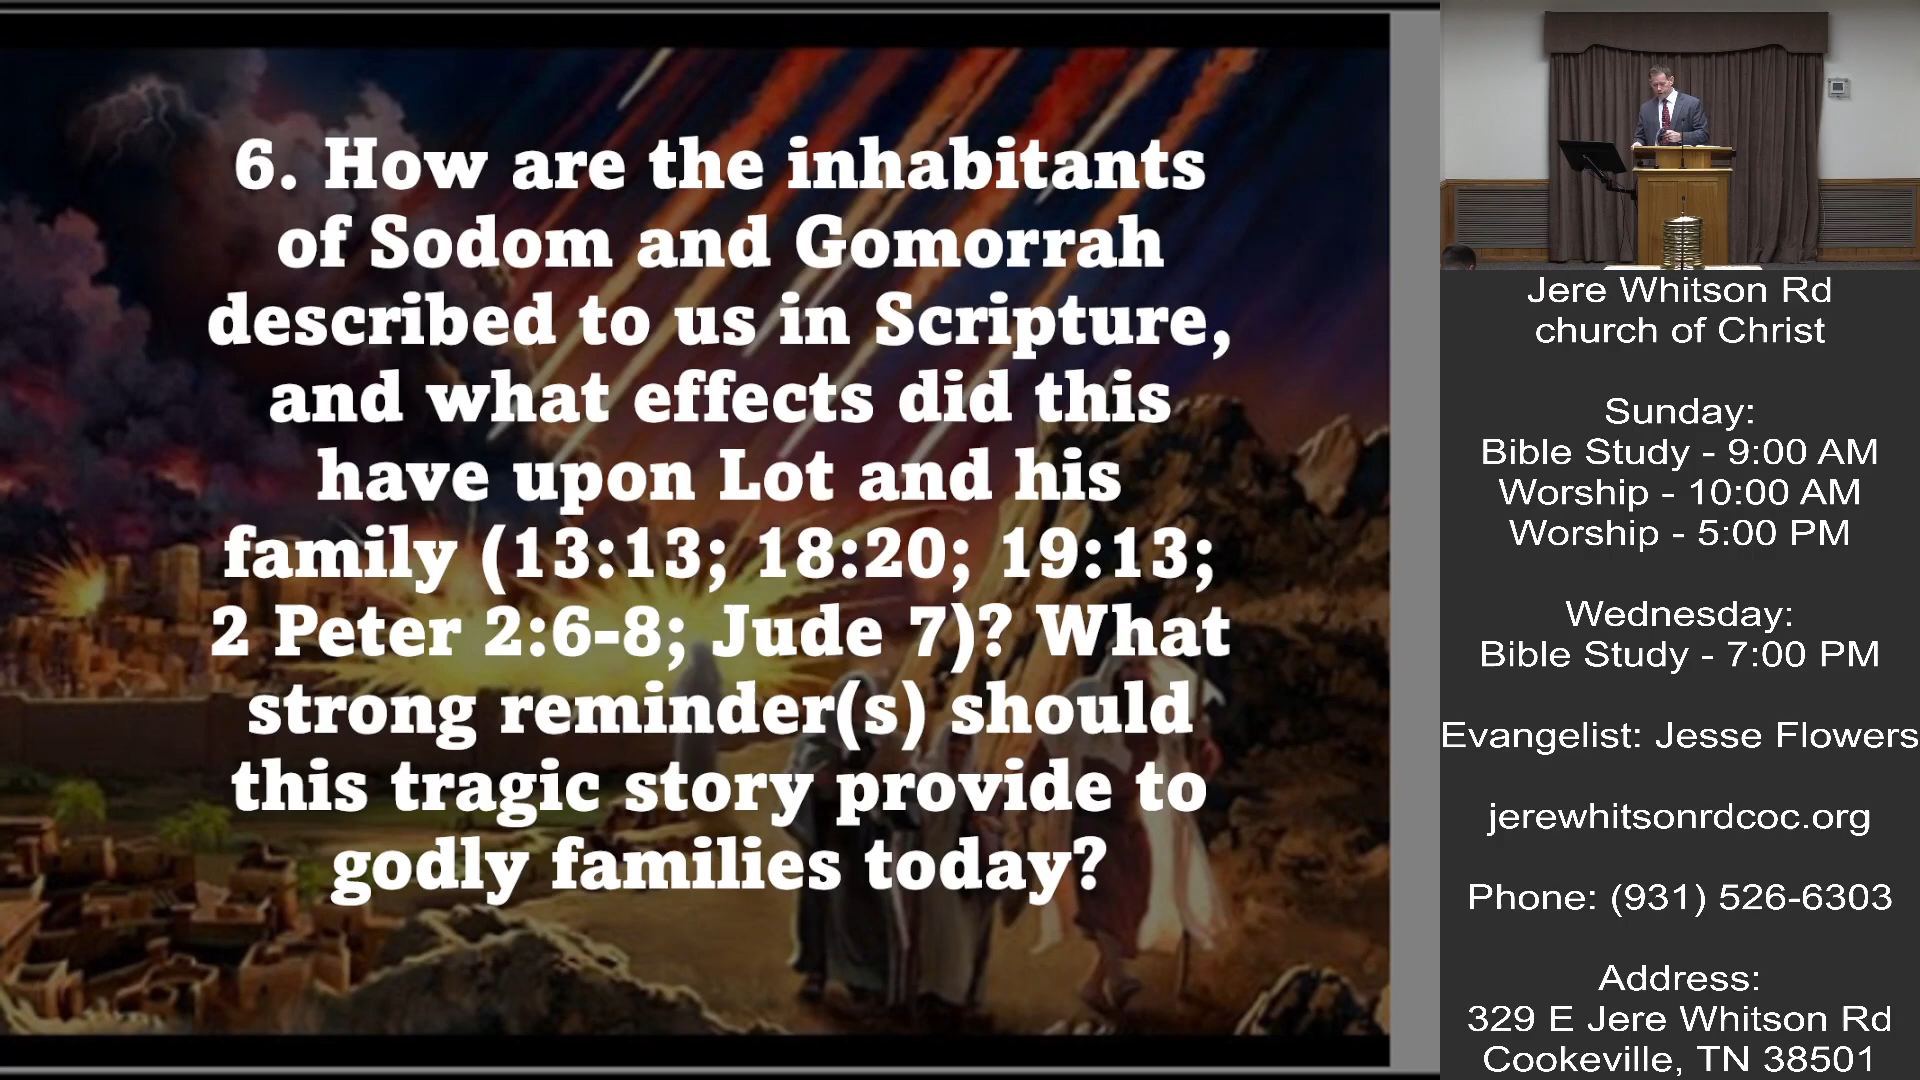 6. How are the inhabitants
of Sodom and Gomorrah
described to us in Scripture,
and what effects did this
have upon Lot and his
family (13:13; 18:20; 19:13;
2 Peter 2:6-8; Jude 7)? What
strong reminder(s) should
this tragic story provide to
godly families today?
Jere Whitson Rd
church of Christ
Sunday:
Bible Study - 9:00 AM
Worship - 10:00 AM
Worship - 5:00 PM
Wednesday:
Bible Study - 7:00 PM
Evangelist: Jesse Flowers
jerewhitsonrdcoc.org
Phone: (931) 526-6303
Address:
329 E Jere Whitson Rd
Cookeville, TN 38501